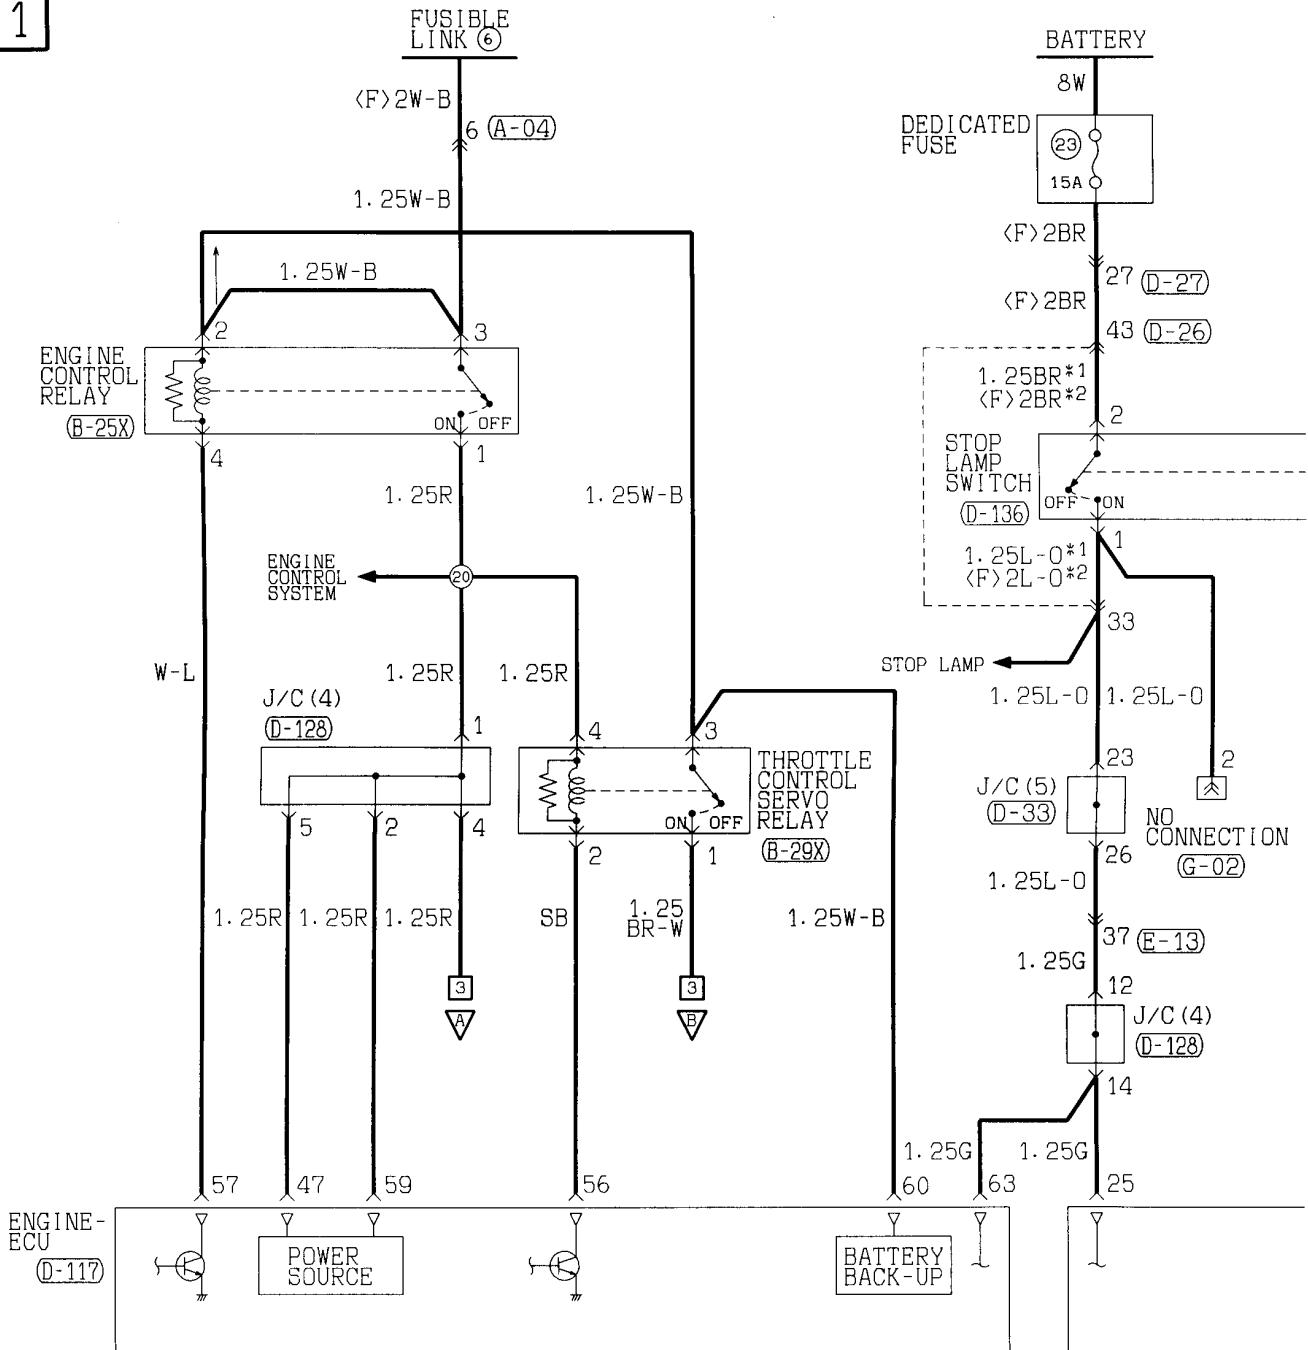 1
FUSIBLE
LINK 6
<F>2W-B
6 (A-04)
1.25W-B
1.25W-B
2
3
ENGINE
CONTROL
RELAY
(B-25X)
ON OFF
4
1
1.25R
1.25W-B
ENGINE
CONTROL
SYSTEM
20
W-L
1.25R
1.25R
J/C(4)
(D-128)
1
4
3
THROTTLE
CONTROL
SERVO
RELAY
(B-29X)
ON OFF
5
2
4
2
1
1.25R
1.25R
1.25R
SB
1.25
BR-W
1.25W-B
3
A
3
B
BATTERY
8W
DEDICATED
FUSE
23
15A
<F>2BR
27 (D-27)
<F>2BR
43 (D-26)
1.25BR*1
<F>2BR*2
2
STOP
LAMP
SWITCH
(D-136)
OFF ON
1
1.25L-O*1
<F>2L-O*2
33
STOP LAMP
1.25L-O
1.25L-O
23
2
J/C(5)
(D-33)
NO
CONNECTION
(G-02)
26
1.25L-O
37 (E-13)
1.25G
12
J/C(4)
(D-128)
14
1.25G
1.25G
57
47
59
56
60
63
25
ENGINE-
ECU
(D-117)
POWER
SOURCE
BATTERY
BACK-UP